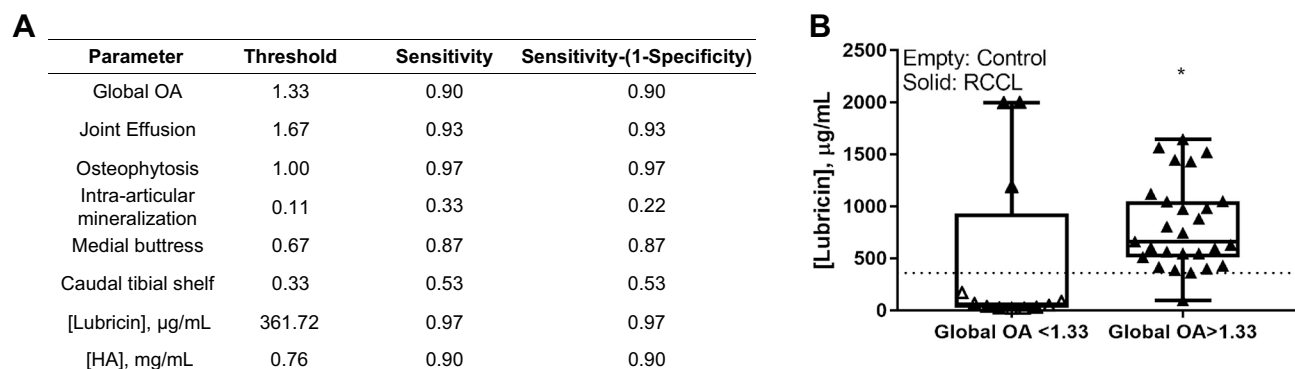 A
Parameter Threshold Sensitivity Sensitivity-(1-Specificity)
Global OA 1.33 0.90 0.90
Joint Effusion 1.67 0.93 0.93
Osteophytosis 1.00 0.97 0.97
Intra-articular
mineralization 0.11 0.33 0.22
Medial buttress 0.67 0.87 0.87
Caudal tibial shelf 0.33 0.53 0.53
[Lubricin], µg/mL 361.72 0.97 0.97
[HA], mg/mL 0.76 0.90 0.90
B
Empty: Control
Solid: RCCL
*
[Lubricin], µg/mL
2500
2000
1500
1000
500
0
Global OA <1.33 Global OA>1.33